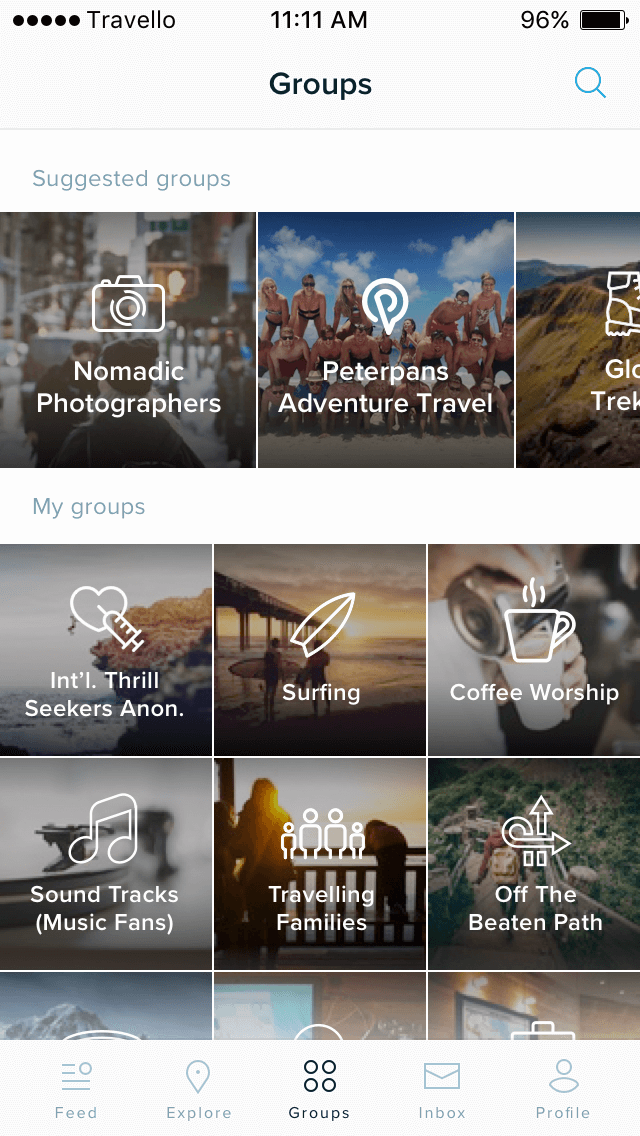 Travello 11:11 AM 96%
Groups
Suggested groups
Nomadic
Photographers
Peterpans
Adventure Travel
Glo
Trek
My groups
Int'l. Thrill
Seekers Anon.
Surfing
Coffee Worship
Sound Tracks
(Music Fans)
Travelling
Families
Off The
Beaten Path
Feed Explore Groups Inbox Profile